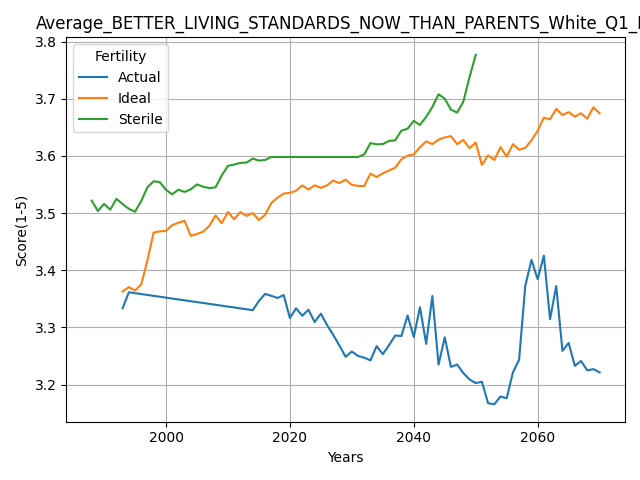 Average_BETTER_LIVING_STANDARDS_NOW_THAN_PARENTS_White_Q1_
Fertility
Actual
Ideal
Sterile
3.8
3.7
3.6
3.5
3.4
3.3
3.2
Score(1-5)
2000 2020 2040 2060
Years